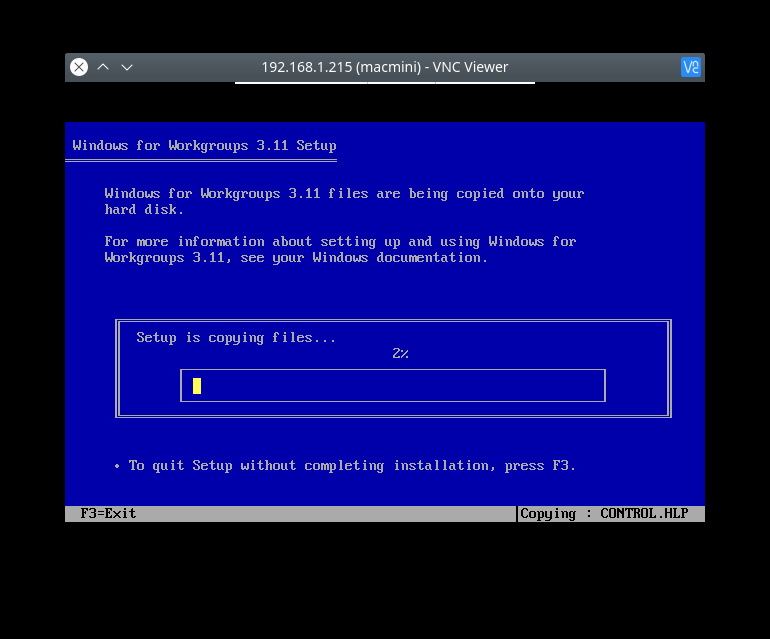 192.168.1.215 (macmini) - VNC Viewer
Windows for Workgroups 3.11 Setup
Windows for Workgroups 3.11 files are being copied onto your
hard disk.
For more information about setting up and using Windows for
Workgroups 3.11, see your Windows documentation.
Setup is copying files...
2%
• To quit Setup without completing installation, press F3.
F3=Exit
Copying : CONTROL.HLP